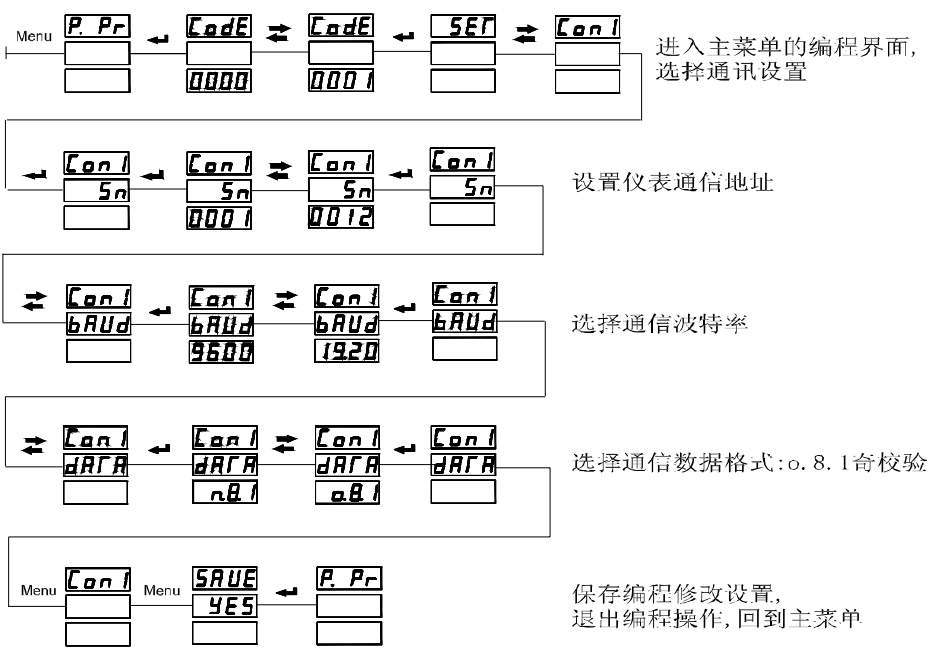 Menu
P. Pr
CodE
0000
CodE
0001
SET
Con1
进入主菜单的编程界面,
选择通讯设置
Con1
Sn
Con1
Sn
0001
Con1
Sn
0012
Con1
Sn
设置仪表通信地址
Con1
bAUd
Con1
bAUd
9600
Con1
bAUd
19.20
Con1
bAUd
选择通信波特率
Con1
dATA
Con1
dATA
n.8.1
Con1
dATA
o.8.1
Con1
dATA
选择通信数据格式:o.8.1奇校验
Menu
Con1
Menu
SAVE
YES
P. Pr
保存编程修改设置,
退出编程操作,回到主菜单